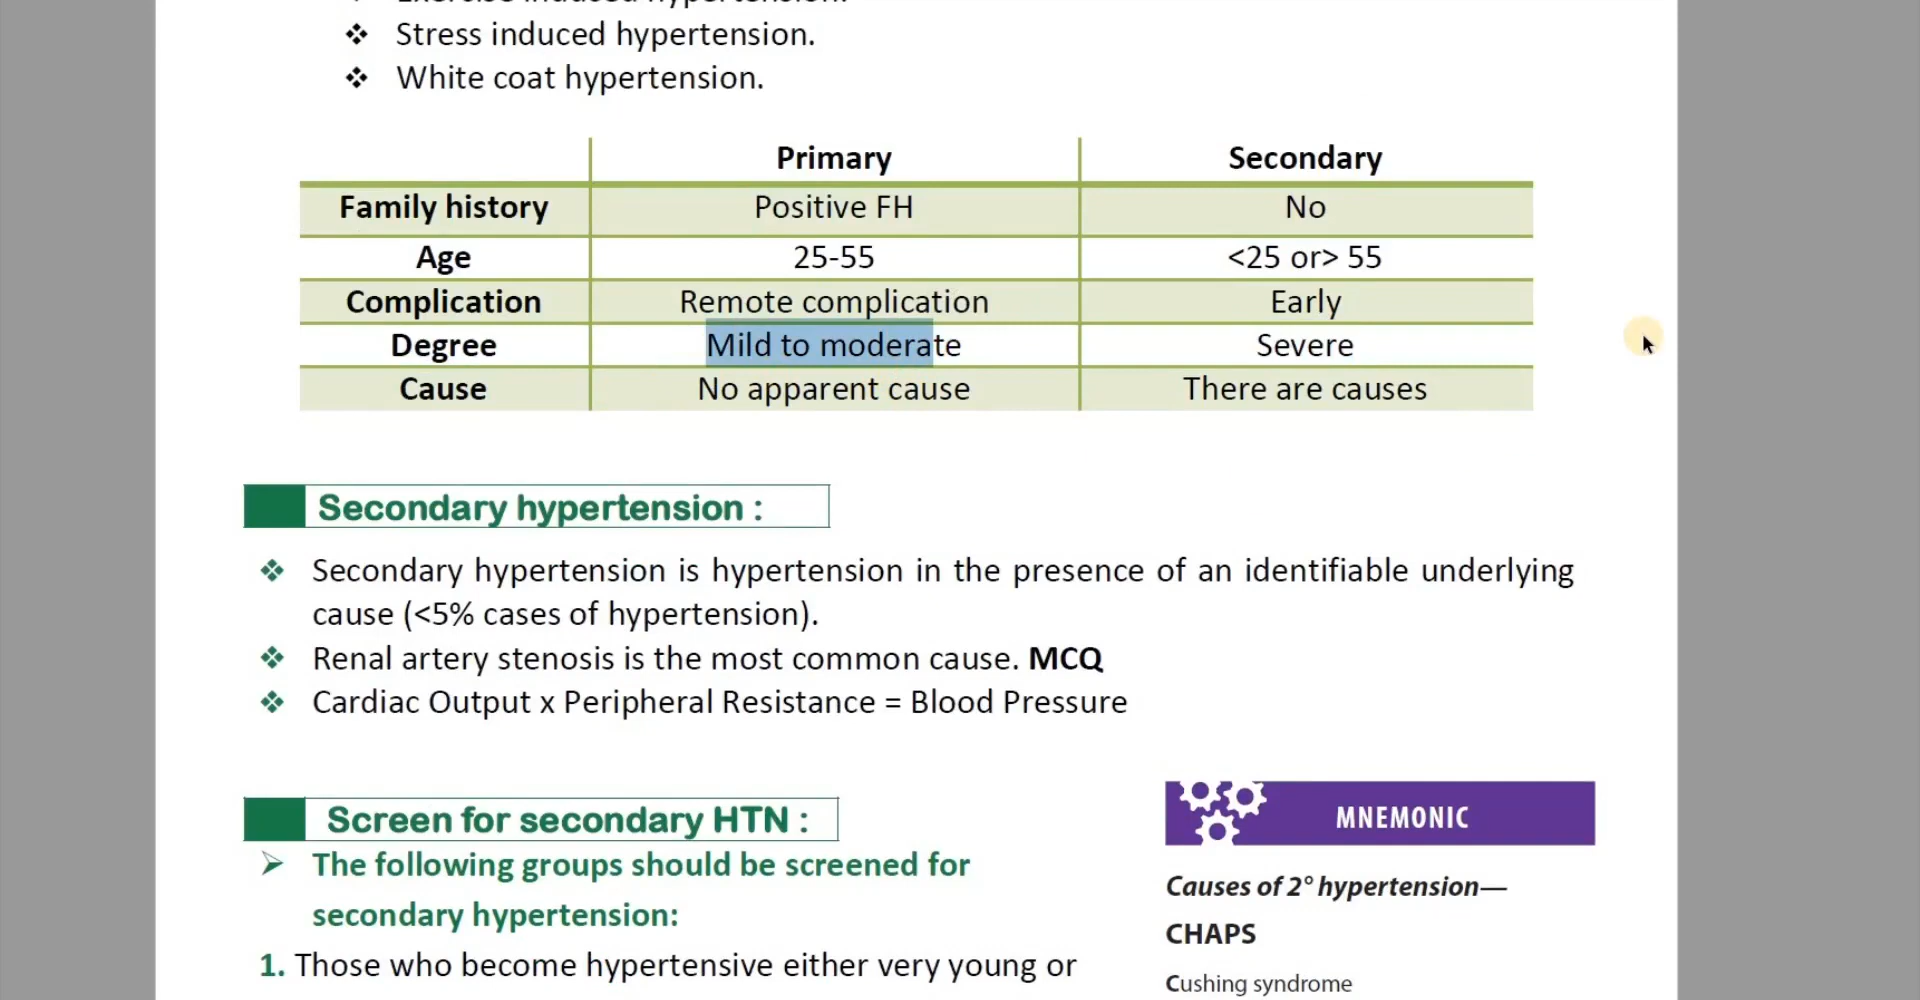 Exercise induced hypertension.
Stress induced hypertension.
White coat hypertension.
Primary Secondary
Family history Positive FH No
Age 25-55 <25 or> 55
Complication Remote complication Early
Degree Mild to moderate Severe
Cause No apparent cause There are causes
Secondary hypertension :
Secondary hypertension is hypertension in the presence of an identifiable underlying
cause (<5% cases of hypertension).
Renal artery stenosis is the most common cause. MCQ
Cardiac Output x Peripheral Resistance = Blood Pressure
Screen for secondary HTN :
The following groups should be screened for
secondary hypertension:
1. Those who become hypertensive either very young or
MNEMONIC
Causes of 2° hypertension—
CHAPS
Cushing syndrome